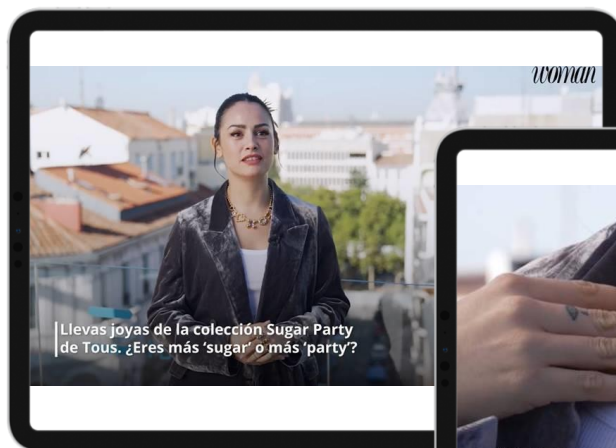 woman
Llevas joyas de la colección Sugar Party
de Tous. ¿Eres más ‘sugar’ o más ‘party’?